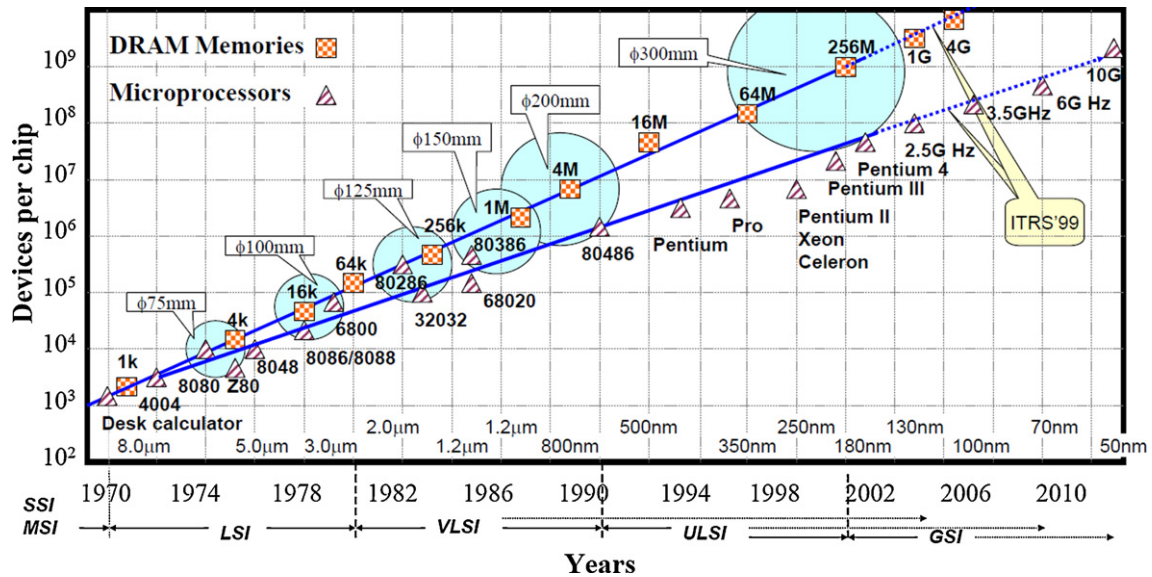 DRAM Memories
Microprocessors
Devices per chip
10⁹
10⁸
10⁷
10⁶
10⁵
10⁴
10³
10²
ϕ75mm
ϕ100mm
ϕ125mm
ϕ150mm
ϕ200mm
ϕ300mm
1k
4k
16k
64k
256k
1M
4M
16M
64M
256M
1G
4G
Desk calculator
4004
8080
Z80
8048
8086/8088
6800
80286
32032
80386
68020
80486
Pentium
Pro
Pentium II
Xeon
Celeron
Pentium III
Pentium 4
2.5G Hz
3.5GHz
6G Hz
10G
ITRS'99
8.0μm
5.0μm
3.0μm
2.0μm
1.2μm
1.2μm
800nm
500nm
350nm
250nm
180nm
130nm
100nm
70nm
50nm
1970 1974 1978 1982 1986 1990 1994 1998 2002 2006 2010
SSI
MSI LSI VLSI ULSI GSI
Years